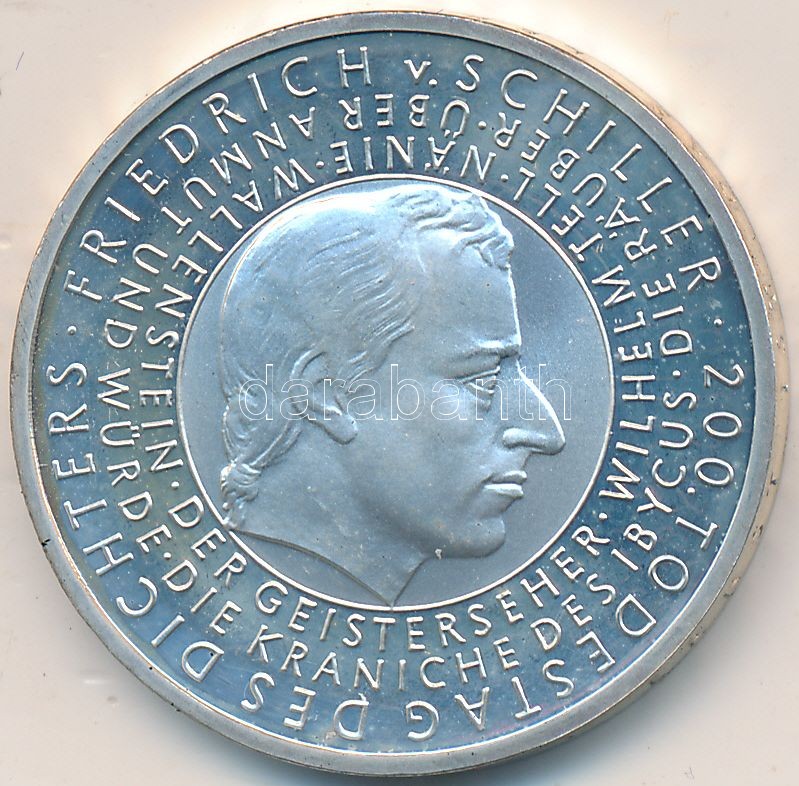 200. TODESTAG DES DICHTERS · FRIEDRICH v. SCHILLER ·
DIE RÄUBER · ÜBER ANMUT UND WÜRDE · DIE KRANICHE DES IBYCUS ·
WILHELM TELL · NÄNIE · WALLENSTEIN · DER GEISTERSEHER ·
darabanth